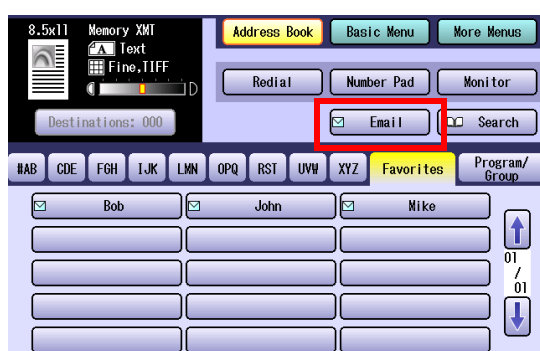 8.5x11 Memory XMT
A Text
Fine,TIFF
D
Destinations: 000
Address Book Basic Menu More Menus
Redial Number Pad Monitor
Email Search
#AB CDE FGH IJK LMN OPQ RST UVW XYZ Favorites Program/
Group
Bob John Mike
01
/
01